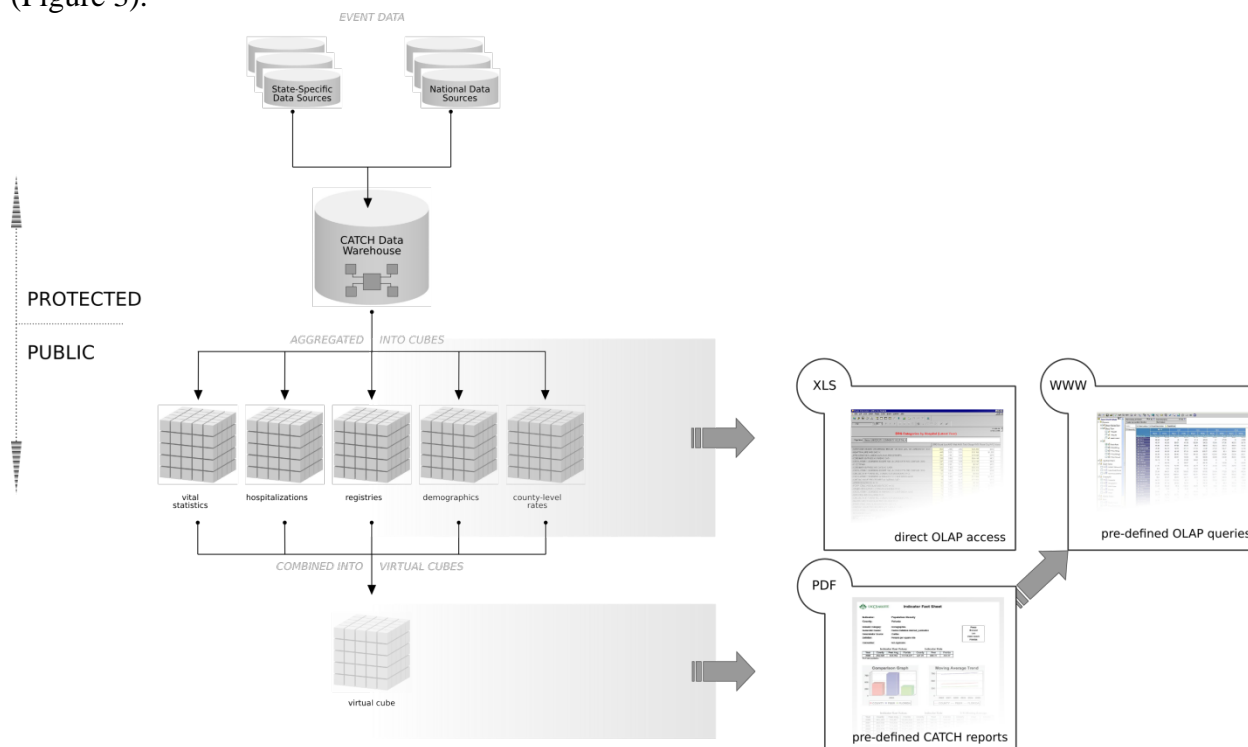 (Figure 3).
EVENT DATA
State-Specific
Data Sources
National Data
Sources
CATCH Data
Warehouse
PROTECTED
PUBLIC
AGGREGATED INTO CUBES
vital
statistics
hospitalizations
registries
demographics
county-level
rates
COMBINED INTO VIRTUAL CUBES
virtual cube
XLS
direct OLAP access
WWW
pre-defined OLAP queries
PDF
Indicator Fact Sheet
Comparison Graph
Moving Average Trend
pre-defined CATCH reports